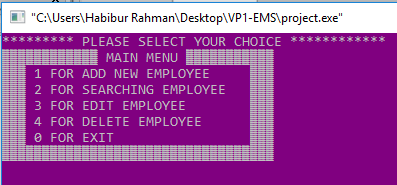 "C:\Users\Habibur Rahman\Desktop\VP1-EMS\project.exe"
********* PLEASE SELECT YOUR CHOICE ************
MAIN MENU
1 FOR ADD NEW EMPLOYEE
2 FOR SEARCHING EMPLOYEE
3 FOR EDIT EMPLOYEE
4 FOR DELETE EMPLOYEE
0 FOR EXIT